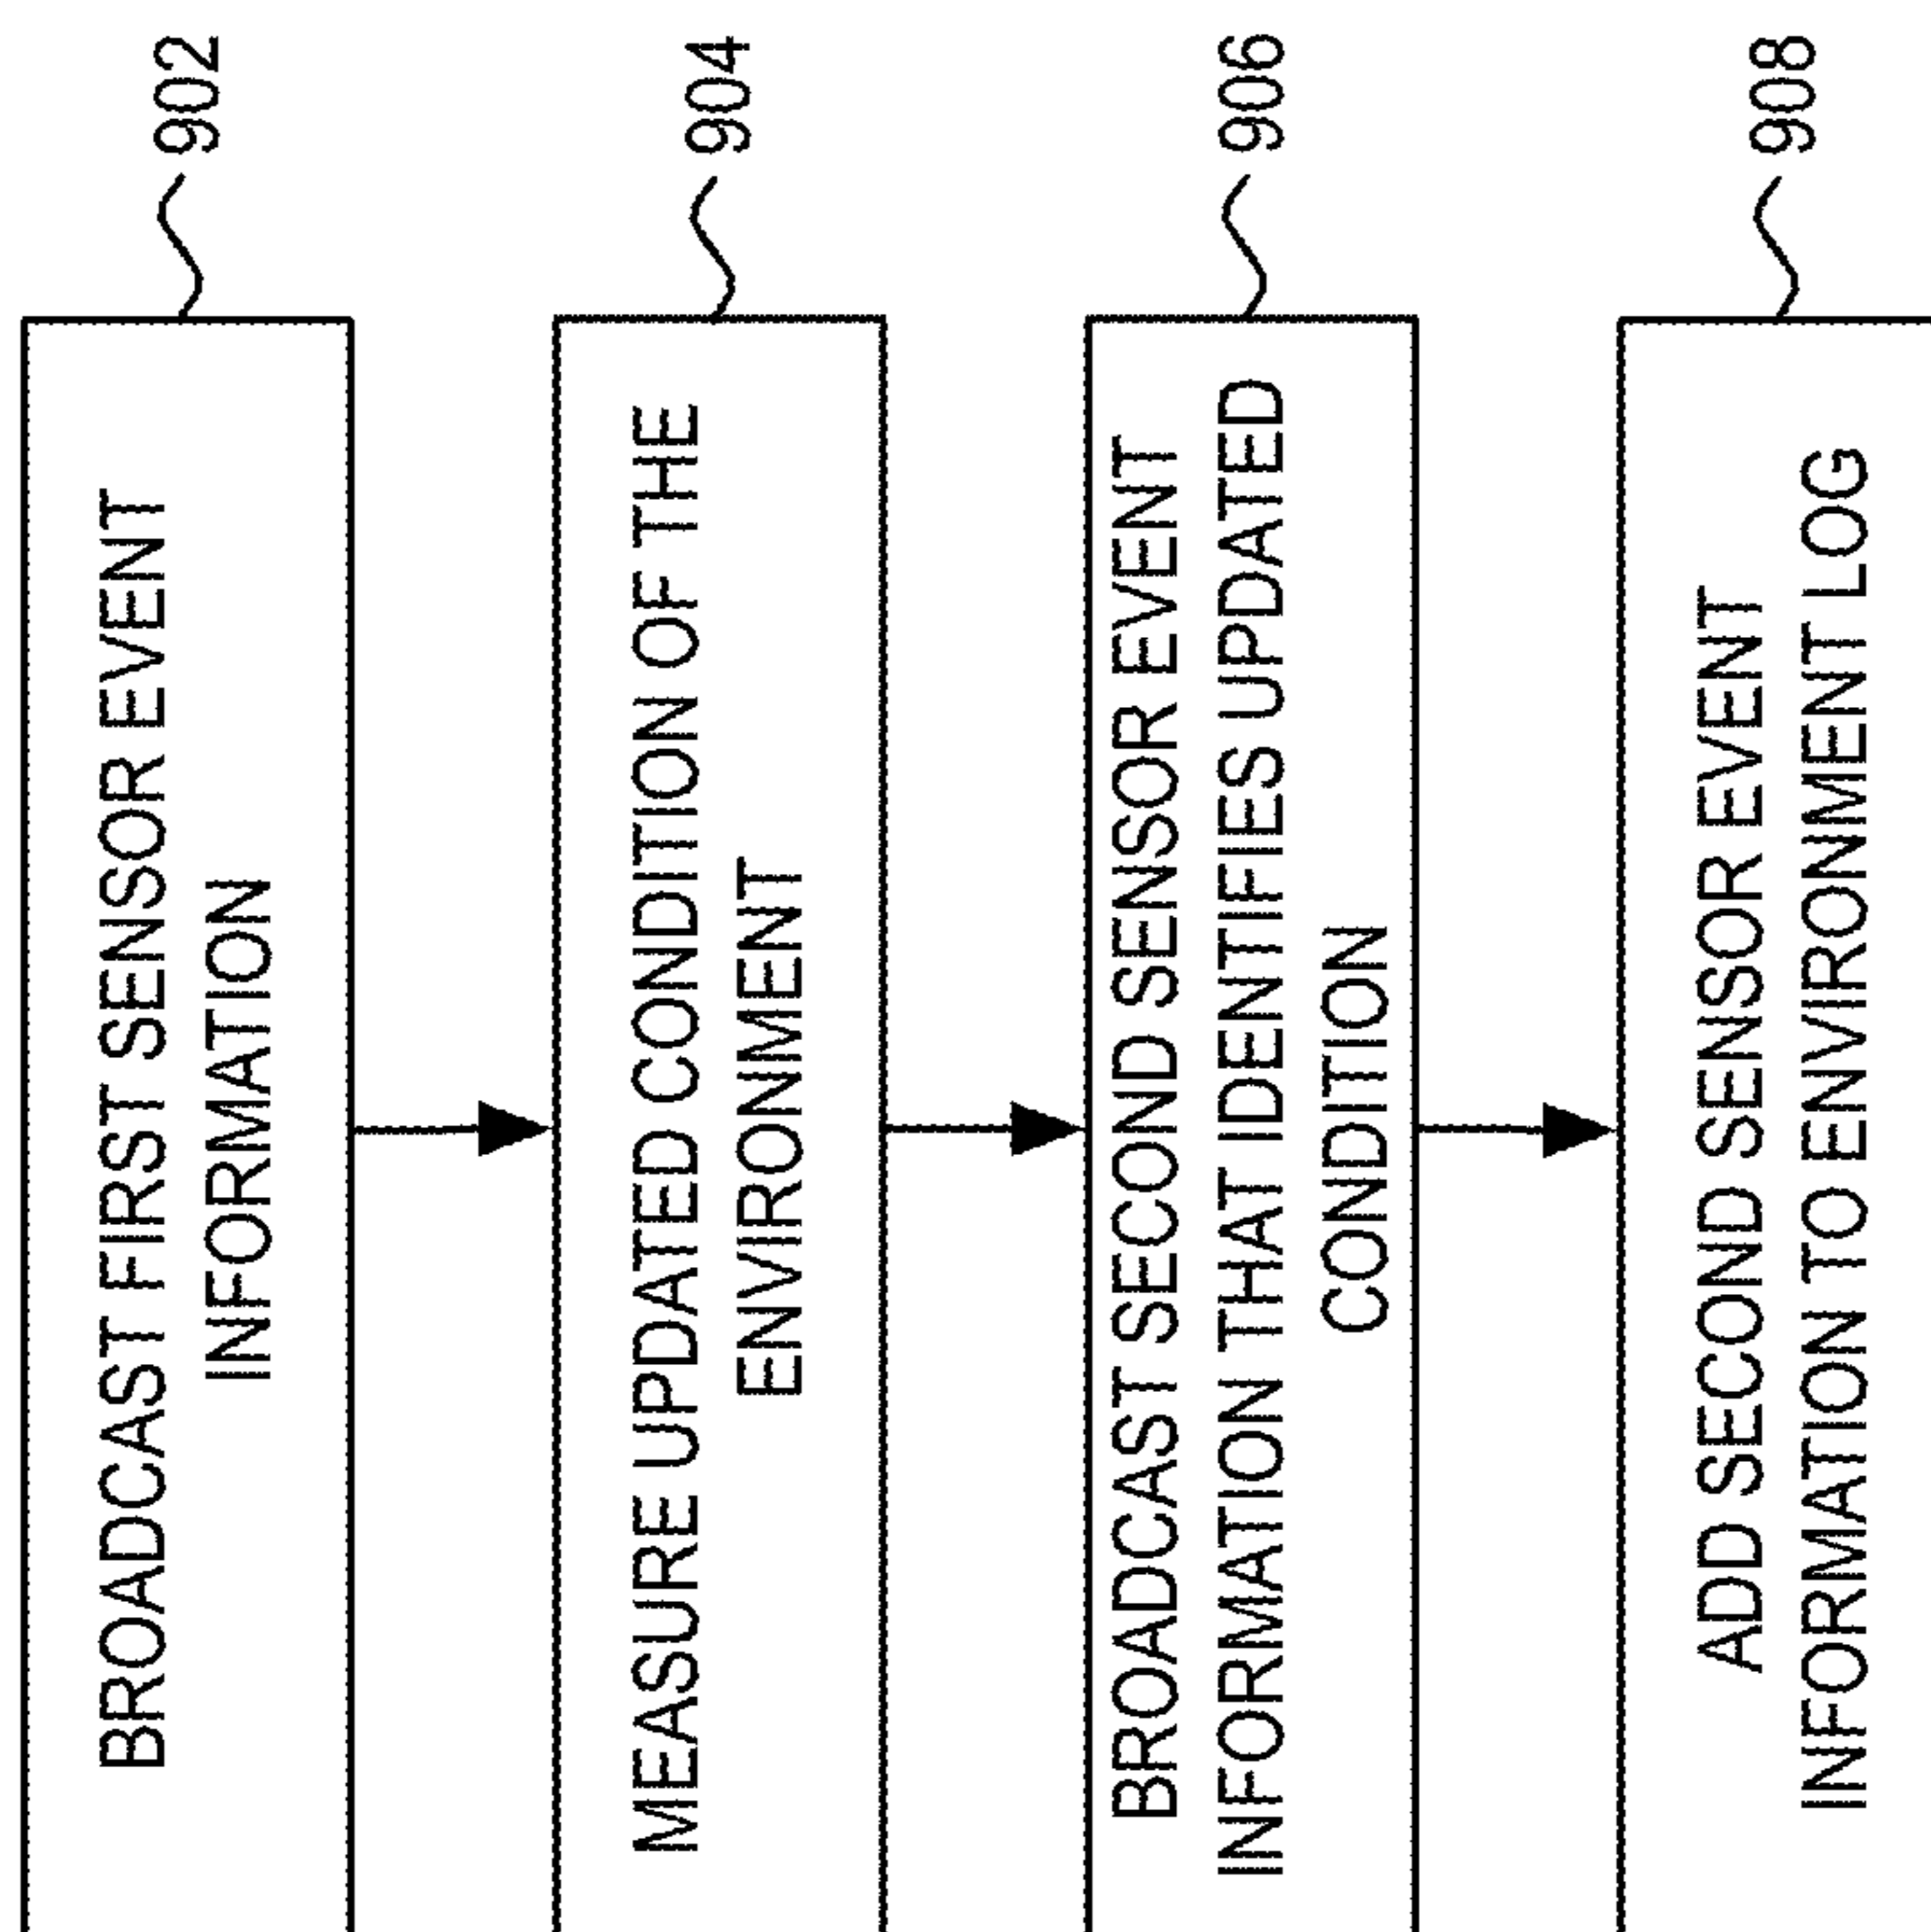 BROADCAST FIRST SENSOR EVENT
INFORMATION
902
MEASURE UPDATED CONDITION OF THE
ENVIRONMENT
904
BROADCAST SECOND SENSOR EVENT
INFORMATION THAT IDENTIFIES UPDATED
CONDITION
906
ADD SECOND SENSOR EVENT
INFORMATION TO ENVIRONMENT LOG
908